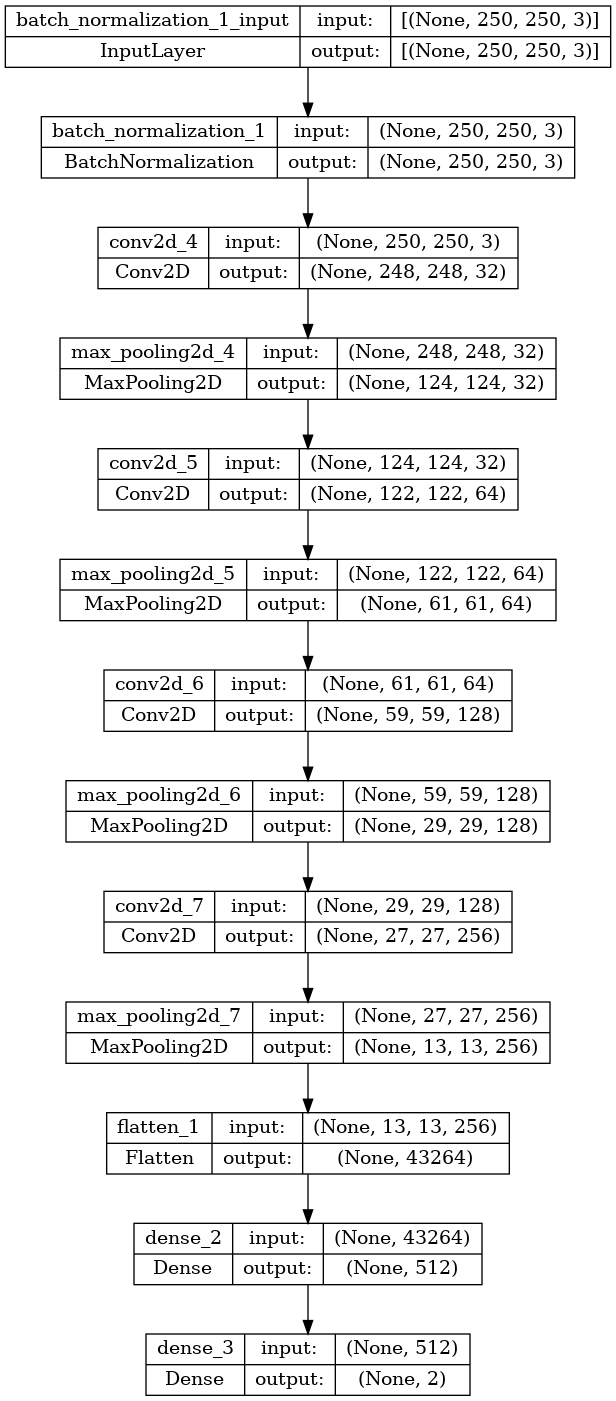 batch_normalization_1_input input: [(None, 250, 250, 3)]
InputLayer output: [(None, 250, 250, 3)]
batch_normalization_1 input: (None, 250, 250, 3)
BatchNormalization output: (None, 250, 250, 3)
conv2d_4 input: (None, 250, 250, 3)
Conv2D output: (None, 248, 248, 32)
max_pooling2d_4 input: (None, 248, 248, 32)
MaxPooling2D output: (None, 124, 124, 32)
conv2d_5 input: (None, 124, 124, 32)
Conv2D output: (None, 122, 122, 64)
max_pooling2d_5 input: (None, 122, 122, 64)
MaxPooling2D output: (None, 61, 61, 64)
conv2d_6 input: (None, 61, 61, 64)
Conv2D output: (None, 59, 59, 128)
max_pooling2d_6 input: (None, 59, 59, 128)
MaxPooling2D output: (None, 29, 29, 128)
conv2d_7 input: (None, 29, 29, 128)
Conv2D output: (None, 27, 27, 256)
max_pooling2d_7 input: (None, 27, 27, 256)
MaxPooling2D output: (None, 13, 13, 256)
flatten_1 input: (None, 13, 13, 256)
Flatten output: (None, 43264)
dense_2 input: (None, 43264)
Dense output: (None, 512)
dense_3 input: (None, 512)
Dense output: (None, 2)